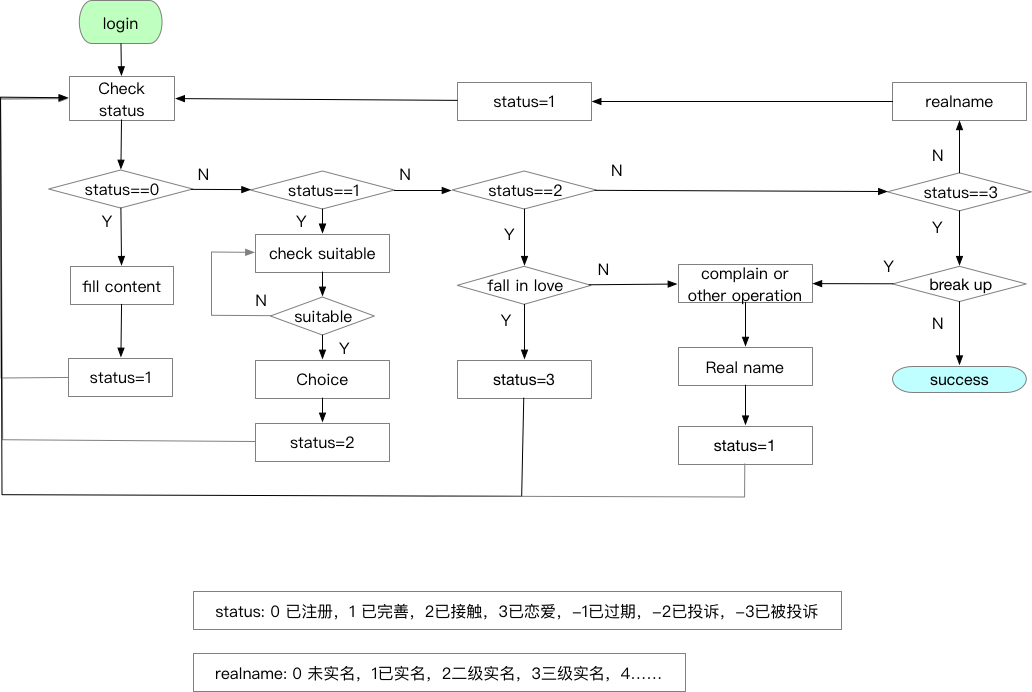 login
Check
status
status=1
realname
N
N
N
N
status==0
status==1
status==2
status==3
Y
Y
Y
Y
check suitable
fill content
N
suitable
Y
fall in love
N
complain or
other operation
Y
break up
Y
N
status=1
Choice
status=3
Real name
success
status=2
status=1
status: 0 已注册，1 已完善，2已接触，3已恋爱，-1已过期，-2已投诉，-3已被投诉
realname: 0 未实名，1已实名，2二级实名，3三级实名，4……